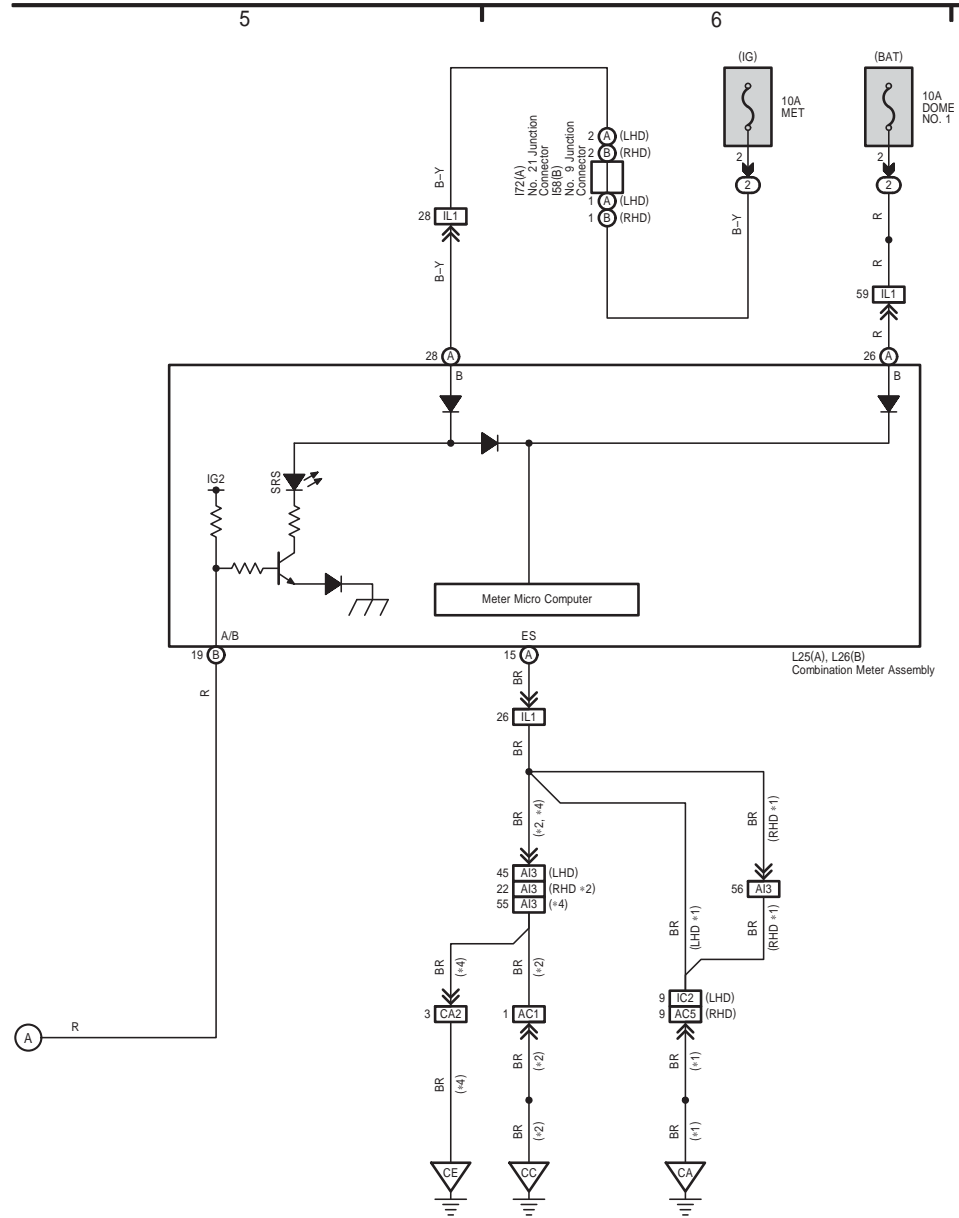 5
6
(IG)
(BAT)
10A
MET
10A
DOME
NO. 1
2
2
2
2
I72(A)
No. 21 Junction
Connector
I58(B)
No. 9 Junction
Connector
2 A (LHD)
2 B (RHD)
1 A (LHD)
1 B (RHD)
B–Y
B–Y
R
28 IL1
B–Y
R
59 IL1
R
28 A
26 A
B
B
IG2
SRS
Meter Micro Computer
A/B
ES
19 B
15 A
L25(A), L26(B)
Combination Meter Assembly
R
BR
26 IL1
BR
BR
(*2, *4)
BR
(RHD *1)
45 AI3 (LHD)
22 AI3 (RHD *2)
55 AI3 (*4)
56 AI3
BR
(LHD *1)
BR
(RHD *1)
BR
(*4)
BR
(*2)
9 IC2 (LHD)
3 CA2
1 AC1
9 AC5 (RHD)
A
R
BR
(*4)
BR
(*2)
BR
(*1)
BR
(*2)
BR
(*1)
CE
CC
CA